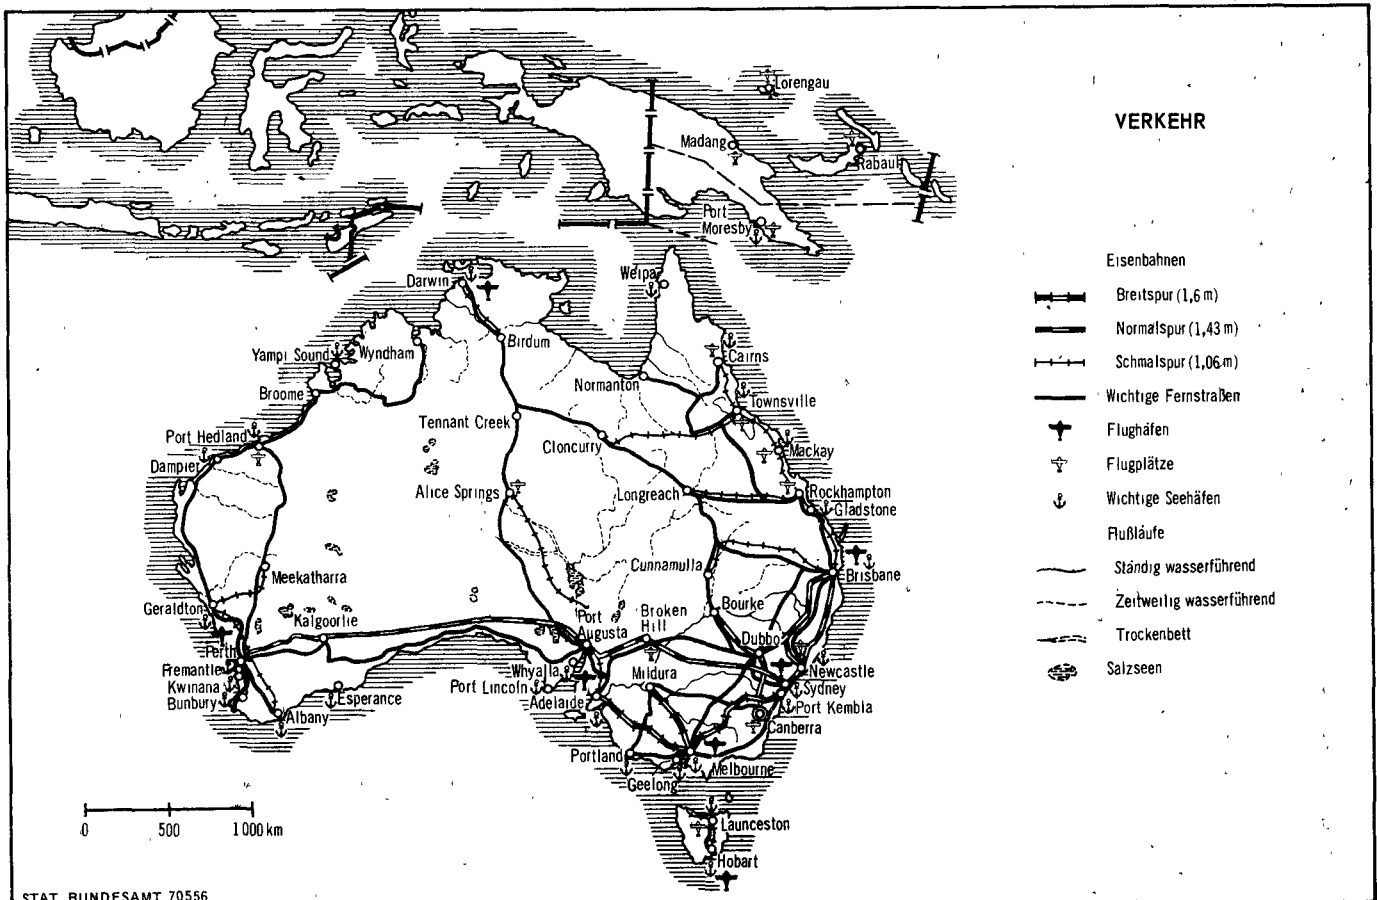 Lorengau
VERKEHR
Madang
Rabaul
Port
Moresby
Eisenbahnen
Weipa
Darwin
Breitspur (1,6 m)
Birdum
Normalspur (1,43 m)
Yampi Sound
Wyndham
Cairns
Schmalspur (1,06 m)
Normanton
Broome
Wichtige Fernstraßen
Townsville
Tennant Creek
Port Hedland
Cloncurry
Flughäfen
Mackay
Dampier
Flugplätze
Alice Springs
Longreach
Rockhampton
Wichtige Seehäfen
Gladstone
Flußläufe
Cunnamulla
Brisbane
Ständig wasserführend
Meekatharra
Geraldton
Bourke
Zeitweilig wasserführend
Kalgoorlie
Port
Augusta
Broken
Hill
Dubbo
Trockenbett
Perth
Fremantle
Whyalla
Newcastle
Salzseen
Kwinana
Port Lincoln
Mildura
Sydney
Bunbury
Esperance
Adelaide
Port Kembla
Albany
Canberra
Portland
Melbourne
Geelong
0 500 1000 km
Launceston
Hobart
STAT. BUNDESAMT 70556